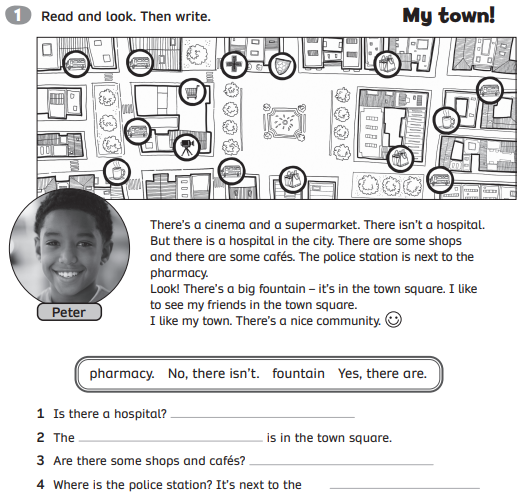 1 Read and look. Then write.
My town!
There's a cinema and a supermarket. There isn't a hospital.
But there is a hospital in the city. There are some shops
and there are some cafés. The police station is next to the
pharmacy.
Look! There's a big fountain – it's in the town square. I like
to see my friends in the town square.
I like my town. There's a nice community.
Peter
pharmacy. No, there isn't. fountain Yes, there are.
1 Is there a hospital?
2 The is in the town square.
3 Are there some shops and cafés?
4 Where is the police station? It's next to the